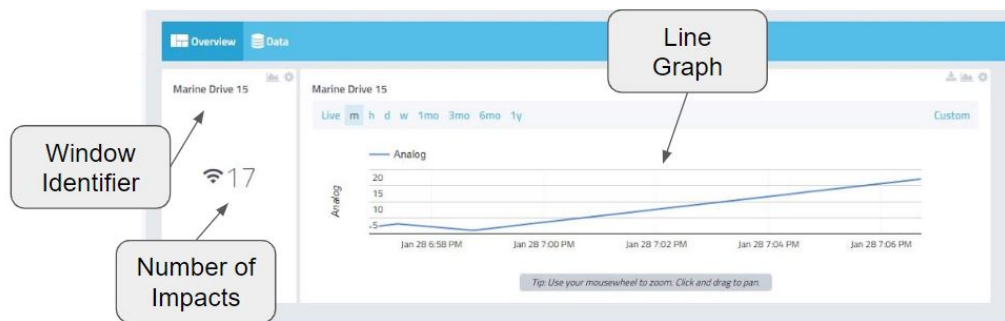 Overview Data
Line
Graph
Marine Drive 15
Marine Drive 15
Live m h d w 1mo 3mo 6mo 1y Custom
Window
Identifier
17
Analog
Analog
20
15
10
-5
Jan 28 6:58 PM Jan 28 7:00 PM Jan 28 7:02 PM Jan 28 7:04 PM Jan 28 7:06 PM
Number of
Impacts
Tip: Use your mousewheel to zoom. Click and drag to pan.